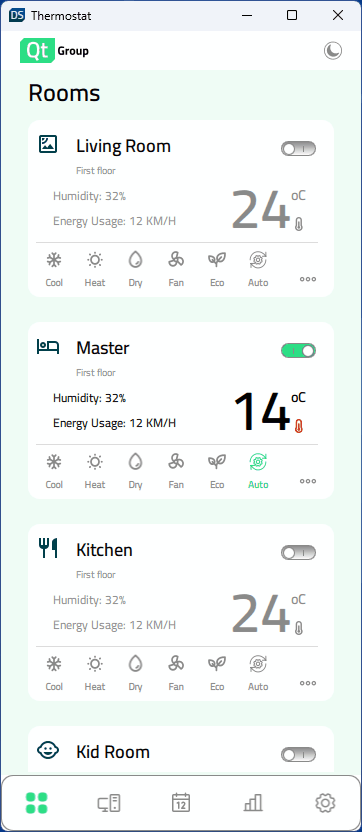 DS Thermostat
Qt Group
Rooms
Living Room
First floor
Humidity: 32%
Energy Usage: 12 KM/H
24 oC
Cool Heat Dry Fan Eco Auto
Master
First floor
Humidity: 32%
Energy Usage: 12 KM/H
14 oC
Cool Heat Dry Fan Eco Auto
Kitchen
First floor
Humidity: 32%
Energy Usage: 12 KM/H
24 oC
Cool Heat Dry Fan Eco Auto
Kid Room
12